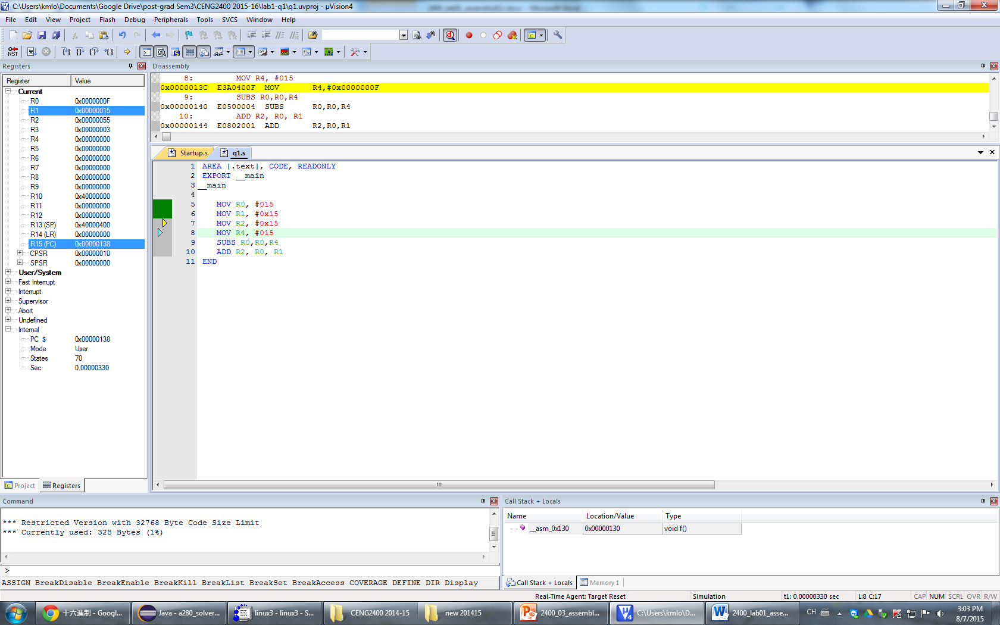 C:\Users\kmlo\Documents\Google Drive\post-grad Sem3\CENG2400 2015-16\lab1-q1\q1.uvproj - µVision4
File Edit View Project Flash Debug Peripherals Tools SVCS Window Help
RST
Registers
Register Value
Current
R0 0x0000000F
R1 0x00000015
R2 0x00000055
R3 0x00000003
R4 0x00000000
R5 0x00000000
R6 0x00000000
R7 0x00000000
R8 0x00000000
R9 0x00000000
R10 0x40000000
R11 0x00000000
R12 0x00000000
R13 (SP) 0x40000400
R14 (LR) 0x00000000
R15 (PC) 0x00000138
CPSR 0x00000010
SPSR 0x00000000
User/System
Fast Interrupt
Interrupt
Supervisor
Abort
Undefined
Internal
PC $ 0x00000138
Mode User
States 70
Sec 0.00000330
Project Registers
Disassembly
8: MOV R4, #015
0x0000013C E3A0400F MOV R4,#0x0000000F
9: SUBS R0,R0,R4
0x00000140 E0500004 SUBS R0,R0,R4
10: ADD R2, R0, R1
0x00000144 E0802001 ADD R2,R0,R1
Startup.s q1.s
1 AREA |.text|, CODE, READONLY
2 EXPORT __main
3 __main
4
5 MOV R0, #015
6 MOV R1, #0x15
7 MOV R2, #0x15
8 MOV R4, #015
9 SUBS R0,R0,R4
10 ADD R2, R0, R1
11 END
Command
*** Restricted Version with 32768 Byte Code Size Limit
*** Currently used: 328 Bytes (1%)
>
ASSIGN BreakDisable BreakEnable BreakKill BreakList BreakSet BreakAccess COVERAGE DEFINE DIR Display
Call Stack + Locals
Name Location/Value Type
__asm_0x130 0x00000130 void f()
Call Stack + Locals Memory 1
Real-Time Agent: Target Reset Simulation t1: 0.00000330 sec L:8 C:17 CAP NUM SCRL OVR R/W
十六進制 - Googl... Java - a280_solver... linux3 - linux3 - S... CENG2400 2014-15 new 201415 2400_03_assembl... C:\Users\kmlo\D... 2400_lab01_asse... CH
3:03 PM
8/7/2015